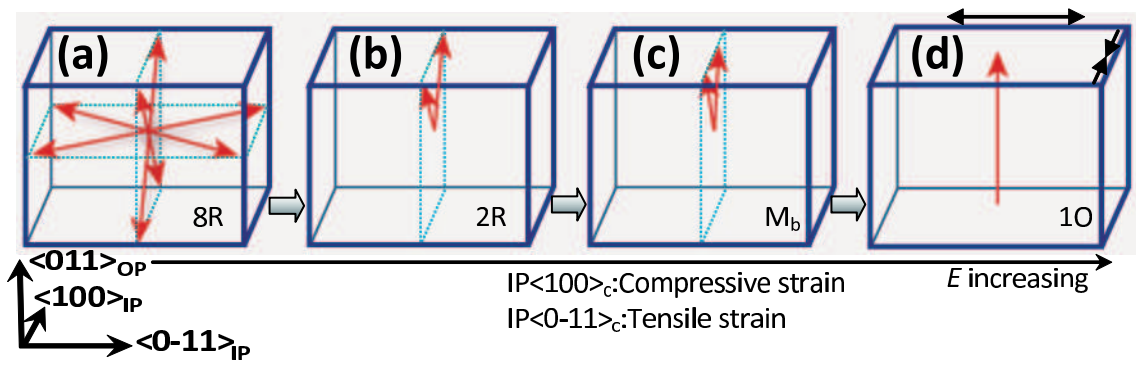 (a) (b) (c) (d)
8R 2R M_b 1O
<011>OP
<100>IP
<0-11>IP
E increasing
IP<100>c:Compressive strain
IP<0-11>c:Tensile strain